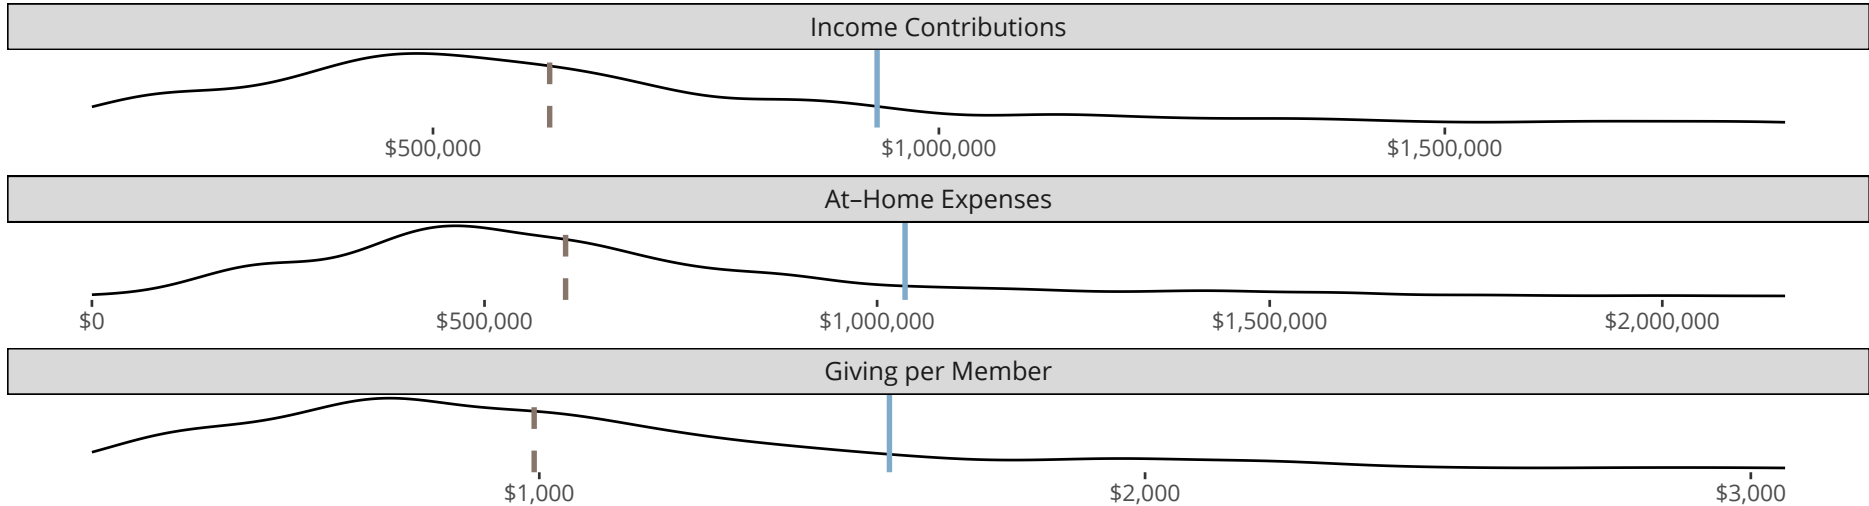 Income Contributions
$500,000 $1,000,000 $1,500,000
At–Home Expenses
$0 $500,000 $1,000,000 $1,500,000 $2,000,000
Giving per Member
$1,000 $2,000 $3,000